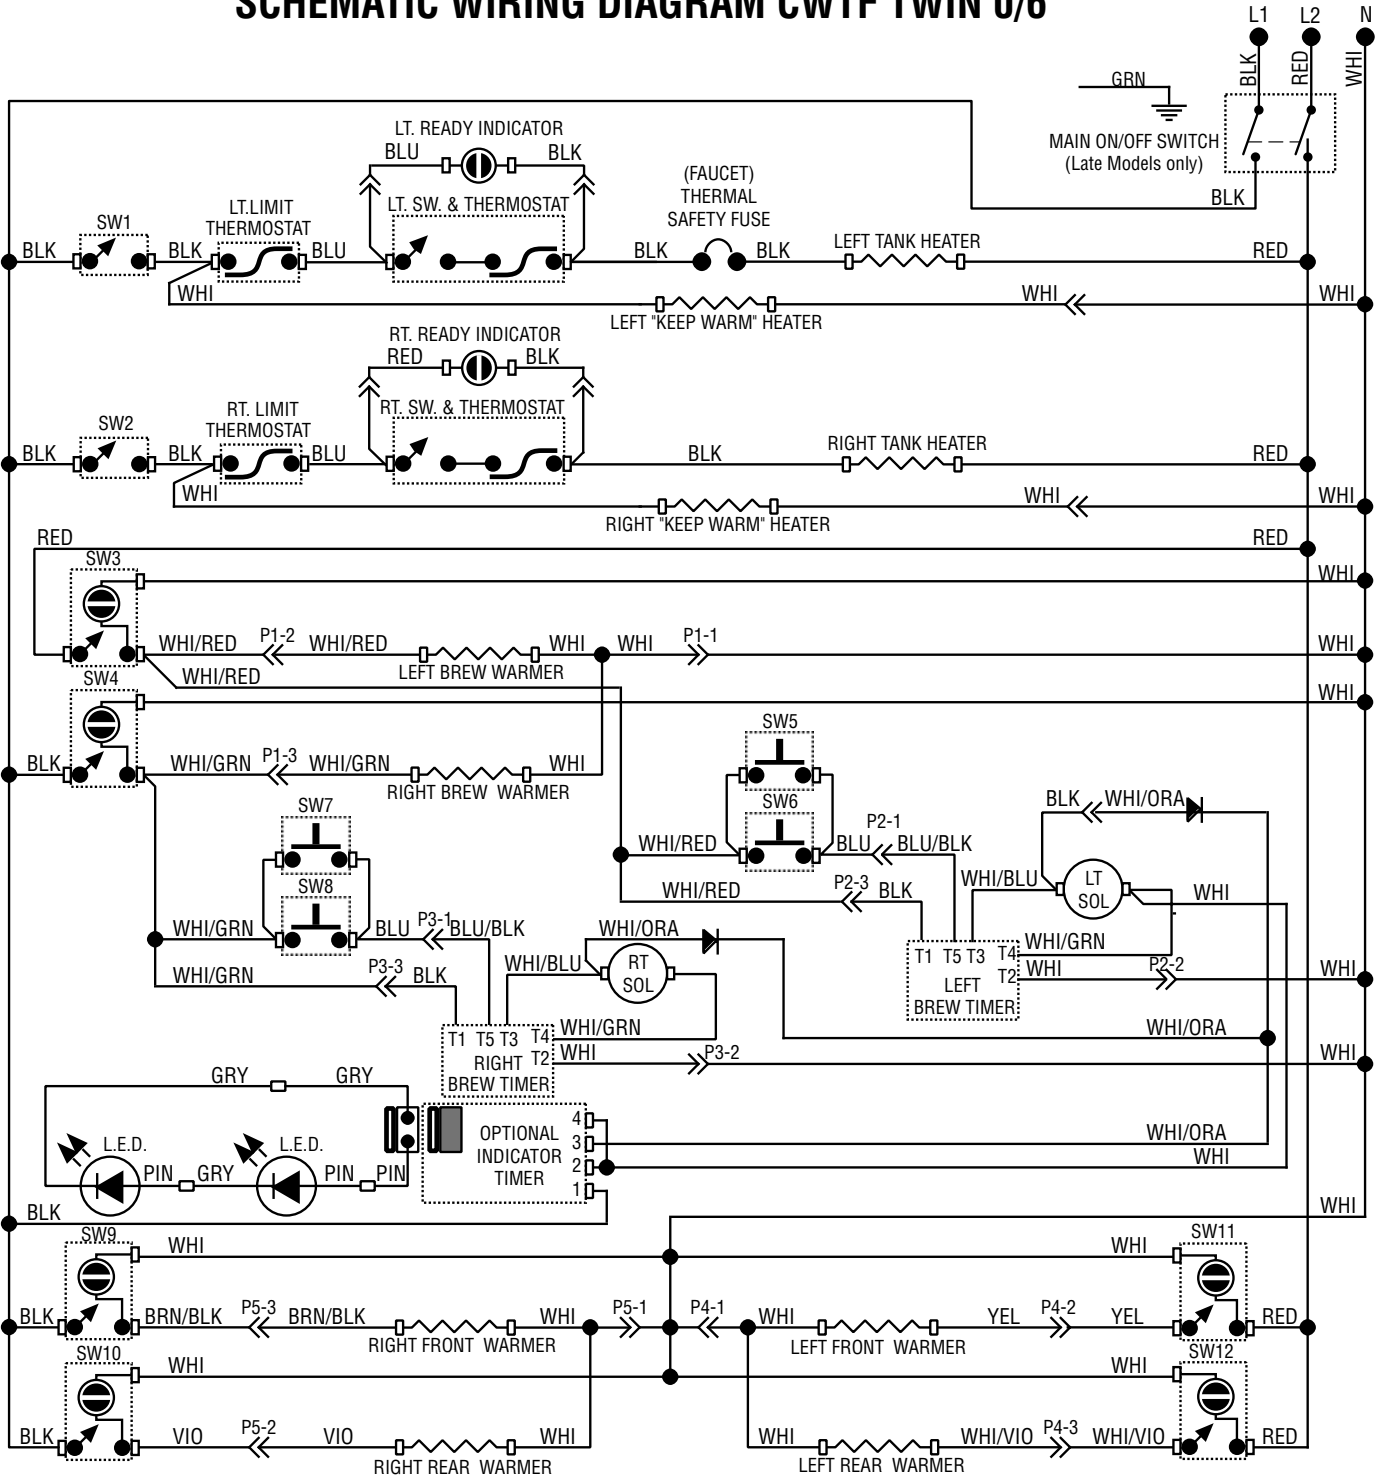 SCHEMATIC WIRING DIAGRAM CWTF TWIN 0/6
L1 L2 N
BLK RED WHI
GRN
MAIN ON/OFF SWITCH
(Late Models only)
BLK
LT. READY INDICATOR
BLU BLK
(FAUCET)
THERMAL
SAFETY FUSE
LT.LIMIT
THERMOSTAT
LT. SW. & THERMOSTAT
SW1
BLK BLK BLU BLK BLK
LEFT TANK HEATER
RED
WHI WHI WHI
LEFT "KEEP WARM" HEATER
RT. READY INDICATOR
RED BLK
RT. LIMIT
THERMOSTAT
RT. SW. & THERMOSTAT
SW2
BLK BLK BLU BLK
RIGHT TANK HEATER
RED
WHI WHI WHI
RIGHT "KEEP WARM" HEATER
RED RED
SW3
WHI
WHI/RED P1-2 WHI/RED WHI WHI P1-1 WHI
LEFT BREW WARMER
WHI/RED
SW4
WHI
BLK WHI/GRN P1-3 WHI/GRN WHI
RIGHT BREW WARMER
SW5
SW6
WHI/RED BLU P2-1 BLU/BLK
BLK WHI/ORA
WHI/RED P2-3 BLK
WHI/BLU
LT
SOL
WHI
SW7
SW8
WHI/GRN BLU P3-1 BLU/BLK
WHI/GRN P3-3 BLK
WHI/ORA
WHI/BLU
RT
SOL
T1 T5 T3 T4 WHI/GRN
T2 WHI P2-2 WHI
LEFT
BREW TIMER
WHI/ORA
T1 T5 T3 T4 WHI/GRN
T2 WHI P3-2 WHI
RIGHT
BREW TIMER
GRY GRY
L.E.D. L.E.D.
PIN GRY PIN PIN
OPTIONAL
INDICATOR
TIMER
4
3 WHI/ORA
2 WHI
1
BLK WHI
SW9
WHI WHI
SW11
BLK BRN/BLK P5-3 BRN/BLK WHI P5-1 P4-1 WHI YEL P4-2 YEL RED
RIGHT FRONT WARMER LEFT FRONT WARMER
SW10
WHI WHI
SW12
BLK VIO P5-2 VIO WHI WHI WHI/VIO P4-3 WHI/VIO RED
RIGHT REAR WARMER LEFT REAR WARMER